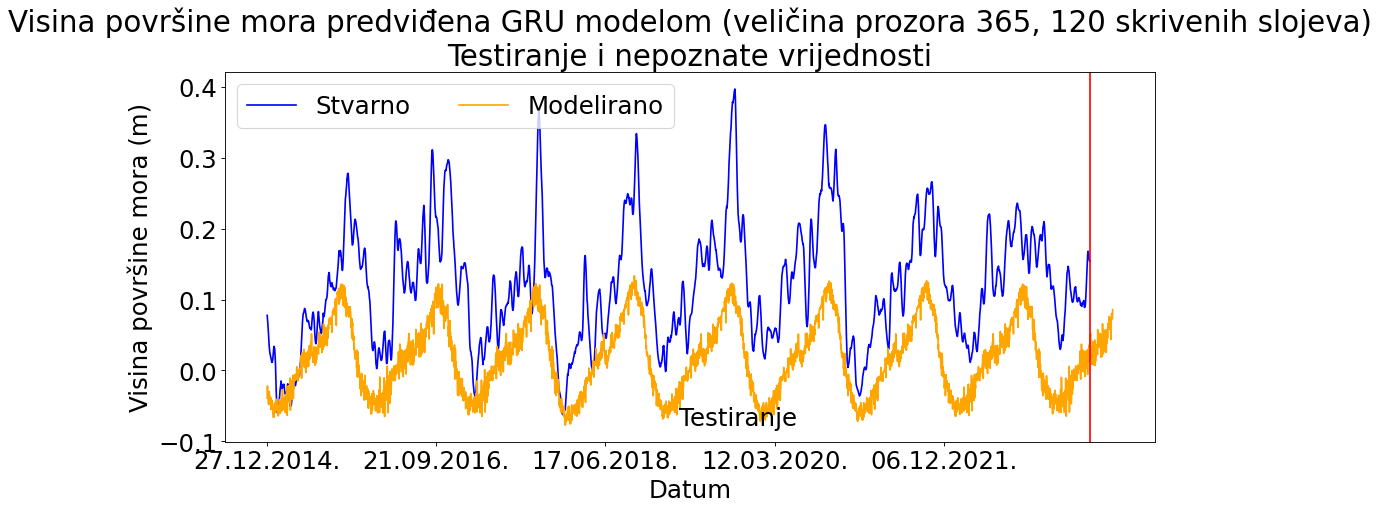 Visina površine mora predviđena GRU modelom (veličina prozora 365, 120 skrivenih slojeva)
Testiranje i nepoznate vrijednosti
Stvarno
Modelirano
Visina površine mora (m)
0.4
0.3
0.2
0.1
0.0
−0.1
Testiranje
27.12.2014.
21.09.2016.
17.06.2018.
12.03.2020.
06.12.2021.
Datum